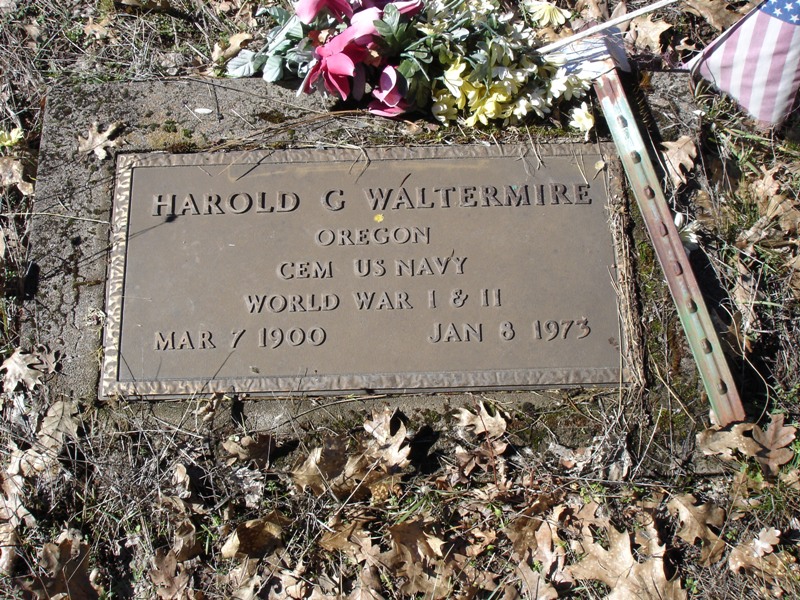 HAROLD G WALTERMIRE
OREGON
CEM US NAVY
WORLD WAR I & II
MAR 7 1900 JAN 8 1973